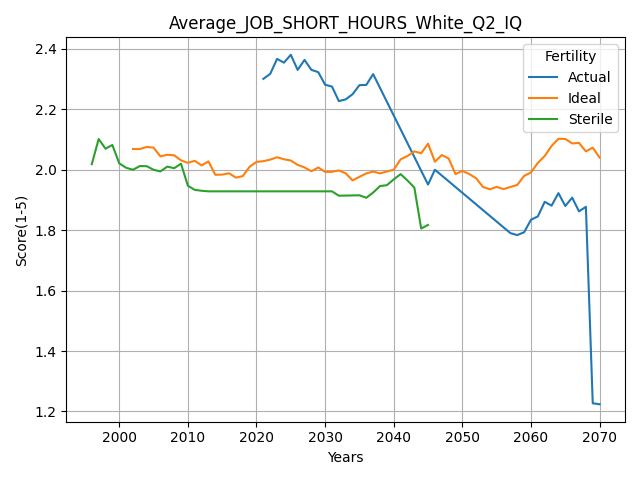 Average_JOB_SHORT_HOURS_White_Q2_IQ
Fertility
Actual
Ideal
Sterile
Score(1-5)
2.4
2.2
2.0
1.8
1.6
1.4
1.2
2000 2010 2020 2030 2040 2050 2060 2070
Years